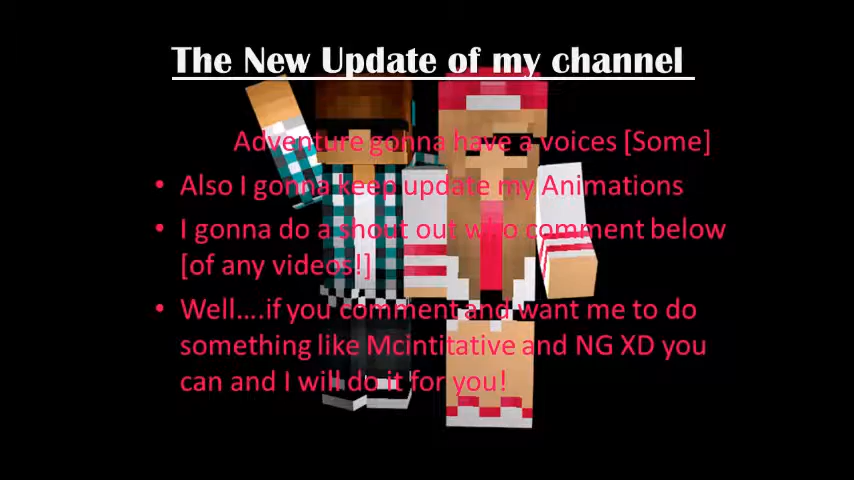 The New Update of my channel
Adventure gonna have a voices [Some]
• Also I gonna keep update my Animations
• I gonna do a shout out who comment below
[of any videos!]
• Well....if you comment and want me to do
something like Mcintitative and NG XD you
can and I will do it for you!